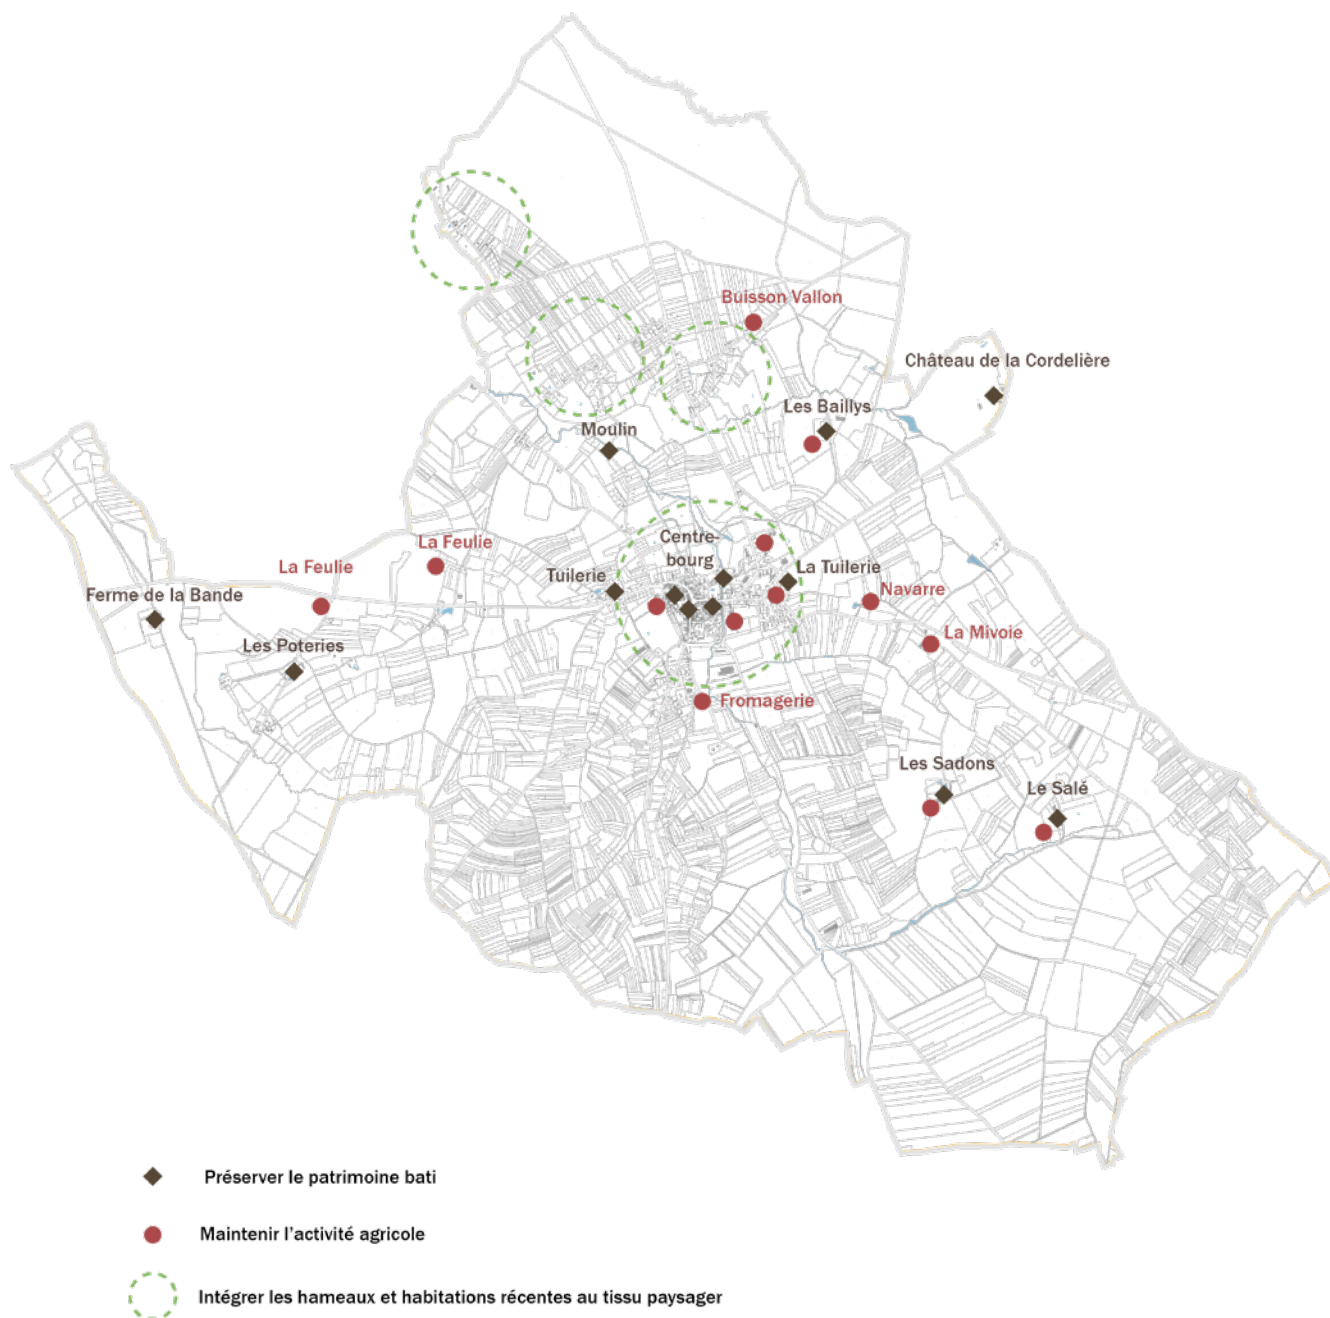 Buisson Vallon
Château de la Cordelière
Les Baillys
Moulin
Centre-
bourg
La Feulie
La Feulie
Tuilerie
La Tuilerie
Ferme de la Bande
Navarre
La Mivoie
Les Poteries
Fromagerie
Les Sadons
Le Salé
Préserver le patrimoine bati
Maintenir l'activité agricole
Intégrer les hameaux et habitations récentes au tissu paysager